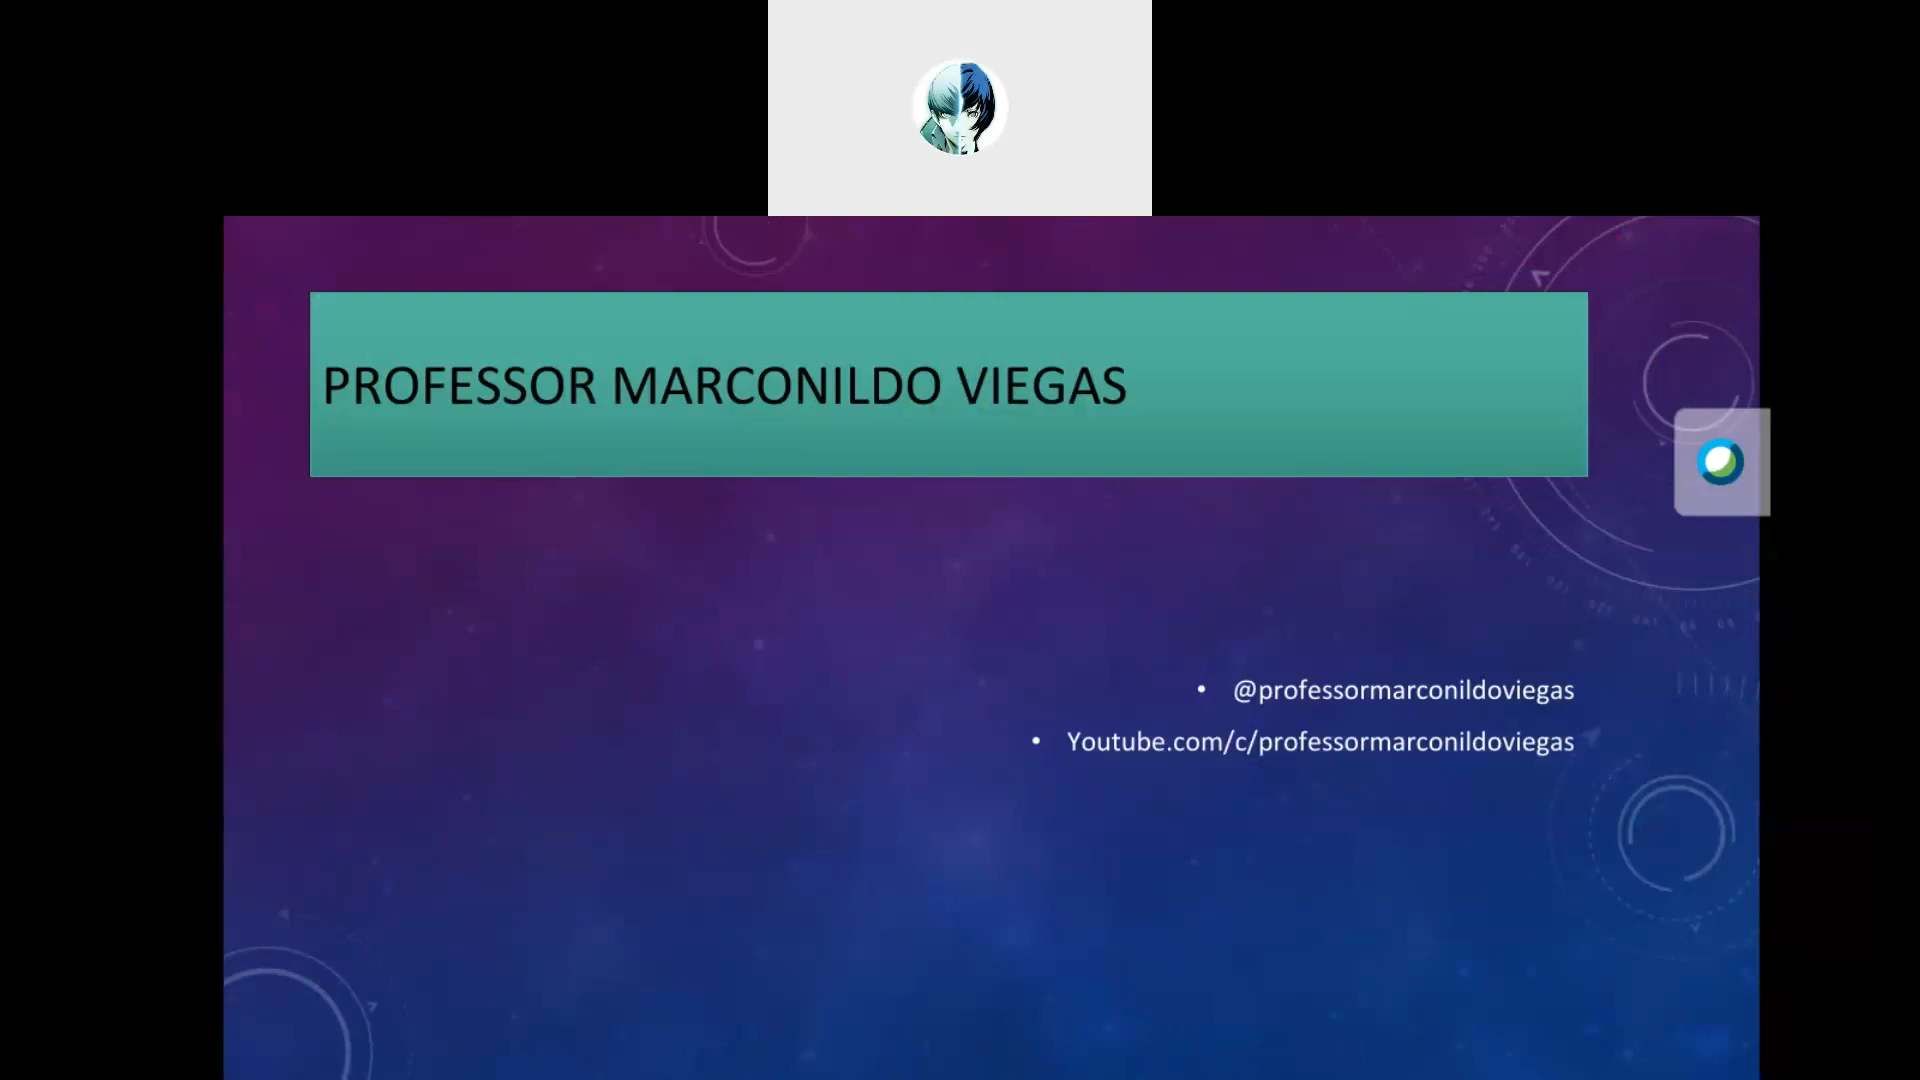 PROFESSOR MARCONILDO VIEGAS
• @professormarconildoviegas
• Youtube.com/c/professormarconildoviegas